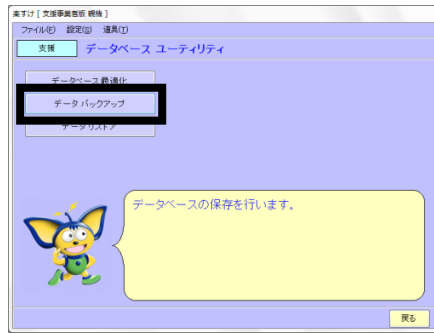 楽すけ [ 支援事業者版 親機 ]
ファイル(F) 設定(S) 道具(T)
支援 データベース ユーティリティ
データベース最適化
データ バックアップ
データ リストア
データベースの保存を行います。
戻る